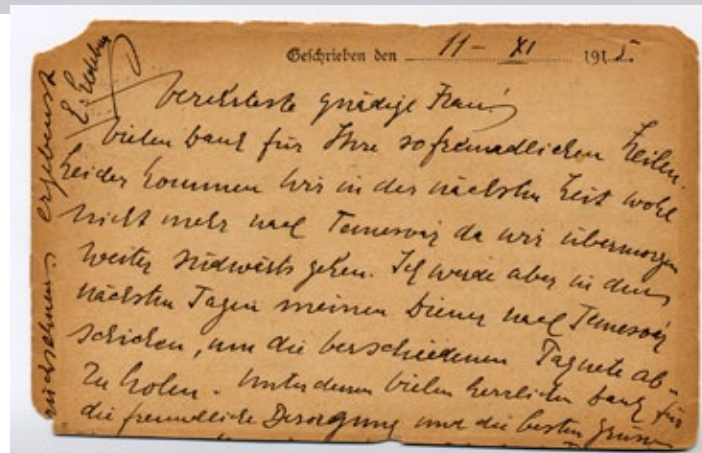 Geschrieben den 11 - XI 1915.
Verehrteste gnädige Frau!
Vielen Dank für Ihre so freundlichen Zeilen.
Leider kommen wir in der nächsten Zeit wohl
nicht mehr nach Temesvár da wir übermorgen
weiter südwärts gehen. Ich werde aber in den
nächsten Tagen meinen Diener nach Temesvár
schicken, um die verschiedenen Paquete ab-
zu holen. Vielen herrlichen Dank für
die freundliche Besorgung und die besten Grüsse
ergebenst
E.